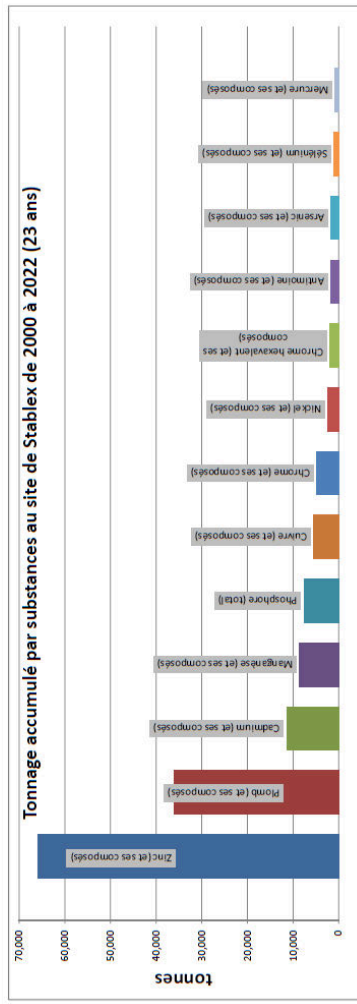 Tonnage accumulé par substances au site de Stablex de 2000 à 2022 (23 ans)
tonnes
70,000
60,000
50,000
40,000
30,000
20,000
10,000
0
Zinc (et ses composés)
Plomb (et ses composés)
Cadmium (et ses composés)
Manganèse (et ses composés)
Phosphore (total)
Cuivre (et ses composés)
Chrome (et ses composés)
Nickel (et ses composés)
Chrome hexavalent (et ses
composés)
Antimoine (et ses composés)
Arsenic (et ses composés)
Sélénium (et ses composés)
Mercure (et ses composés)